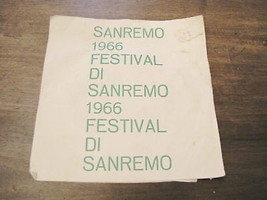 SANREMO
1966
FESTIVAL
DI
SANREMO
1966
FESTIVAL
DI
SANREMO